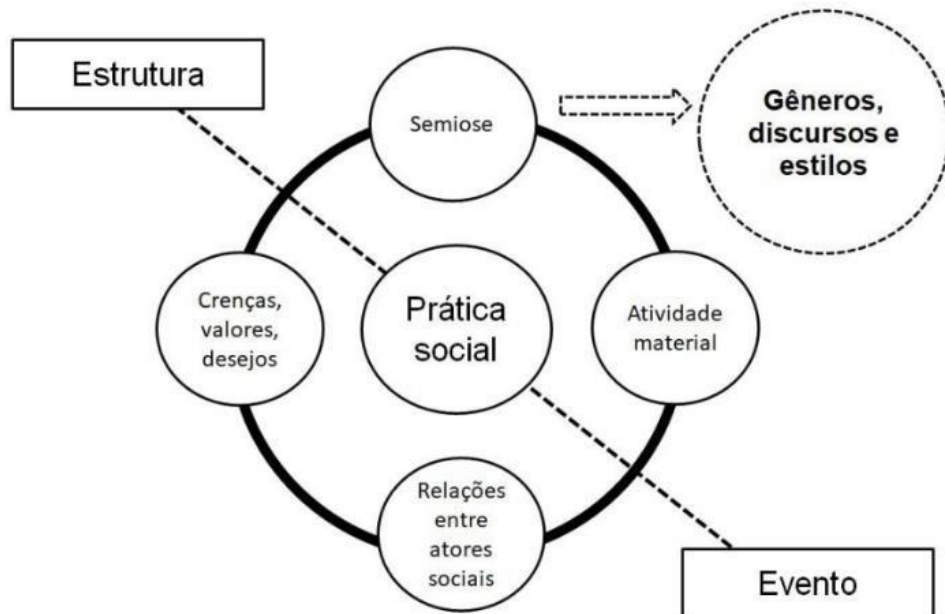 Estrutura
Semiose
Gêneros,
discursos e
estilos
Crenças,
valores,
desejos
Prática
social
Atividade
material
Relações
entre
atores
sociais
Evento